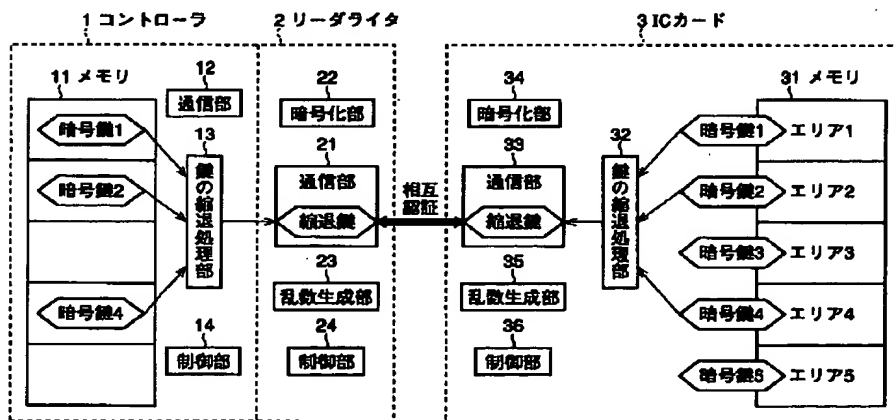 1 コントローラ
2 リーダライタ
3 ICカード
11 メモリ
暗号鍵1
暗号鍵2
暗号鍵4
12
通信部
13
鍵の縮退処理部
14
制御部
22
暗号化部
21
通信部
縮退鍵
23
乱数生成部
24
制御部
相互
認証
34
暗号化部
33
通信部
縮退鍵
35
乱数生成部
36
制御部
32
鍵の縮退処理部
31 メモリ
暗号鍵1 エリア1
暗号鍵2 エリア2
暗号鍵3 エリア3
暗号鍵4 エリア4
暗号鍵5 エリア5